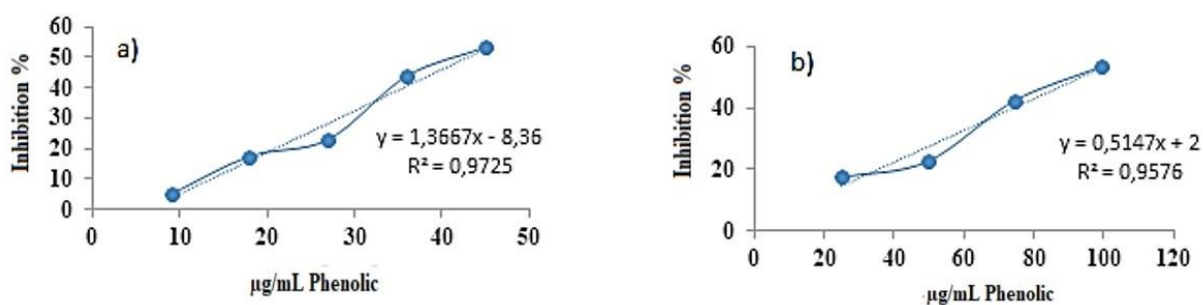 a)
Inhibition %
60
50
40
30
20
10
0
y = 1,3667x - 8,36
R² = 0,9725
0 10 20 30 40 50
µg/mL Phenolic
b)
Inhibition %
60
40
20
0
y = 0,5147x + 2
R² = 0,9576
0 20 40 60 80 100 120
µg/mL Phenolic